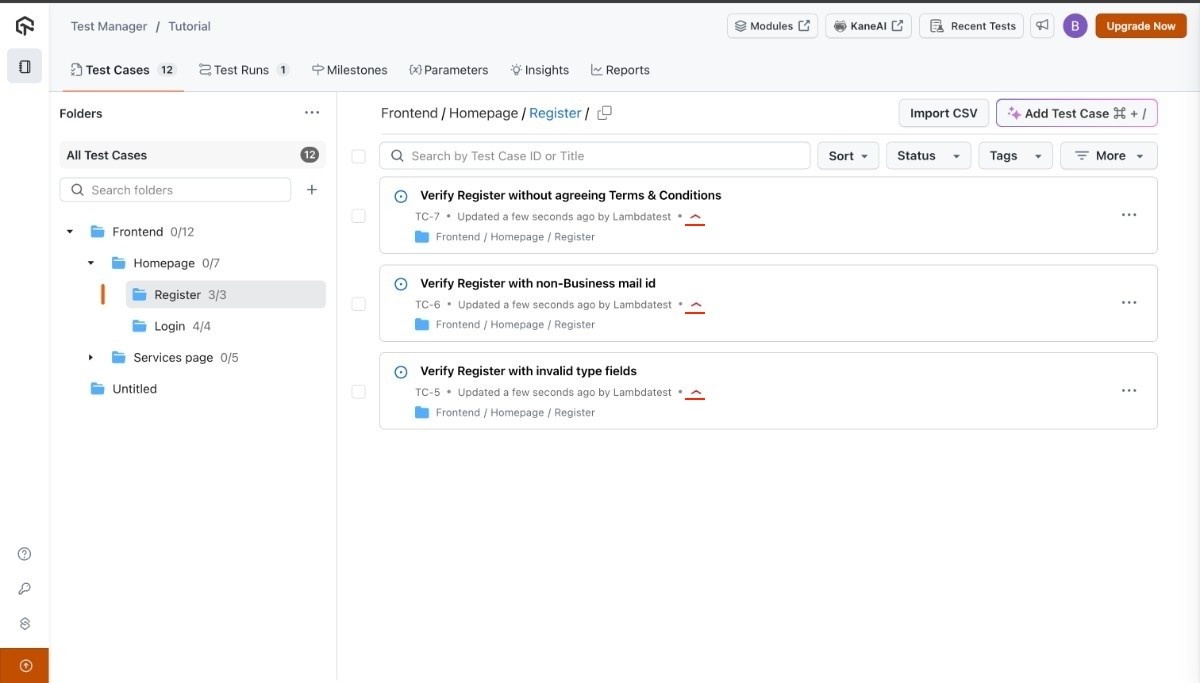 Test Manager / Tutorial
Modules
KaneAI
Recent Tests
B
Upgrade Now
Test Cases 12
Test Runs 1
Milestones
{x} Parameters
Insights
Reports
Folders
...
All Test Cases 12
Search folders
+
Frontend 0/12
Homepage 0/7
Register 3/3
Login 4/4
Services page 0/5
Untitled
Frontend / Homepage / Register /
Import CSV
Add Test Case ⌘ + /
Search by Test Case ID or Title
Sort
Status
Tags
More
Verify Register without agreeing Terms & Conditions
TC-7 • Updated a few seconds ago by Lambdatest •
Frontend / Homepage / Register
...
Verify Register with non-Business mail id
TC-6 • Updated a few seconds ago by Lambdatest •
Frontend / Homepage / Register
...
Verify Register with invalid type fields
TC-5 • Updated a few seconds ago by Lambdatest •
Frontend / Homepage / Register
...